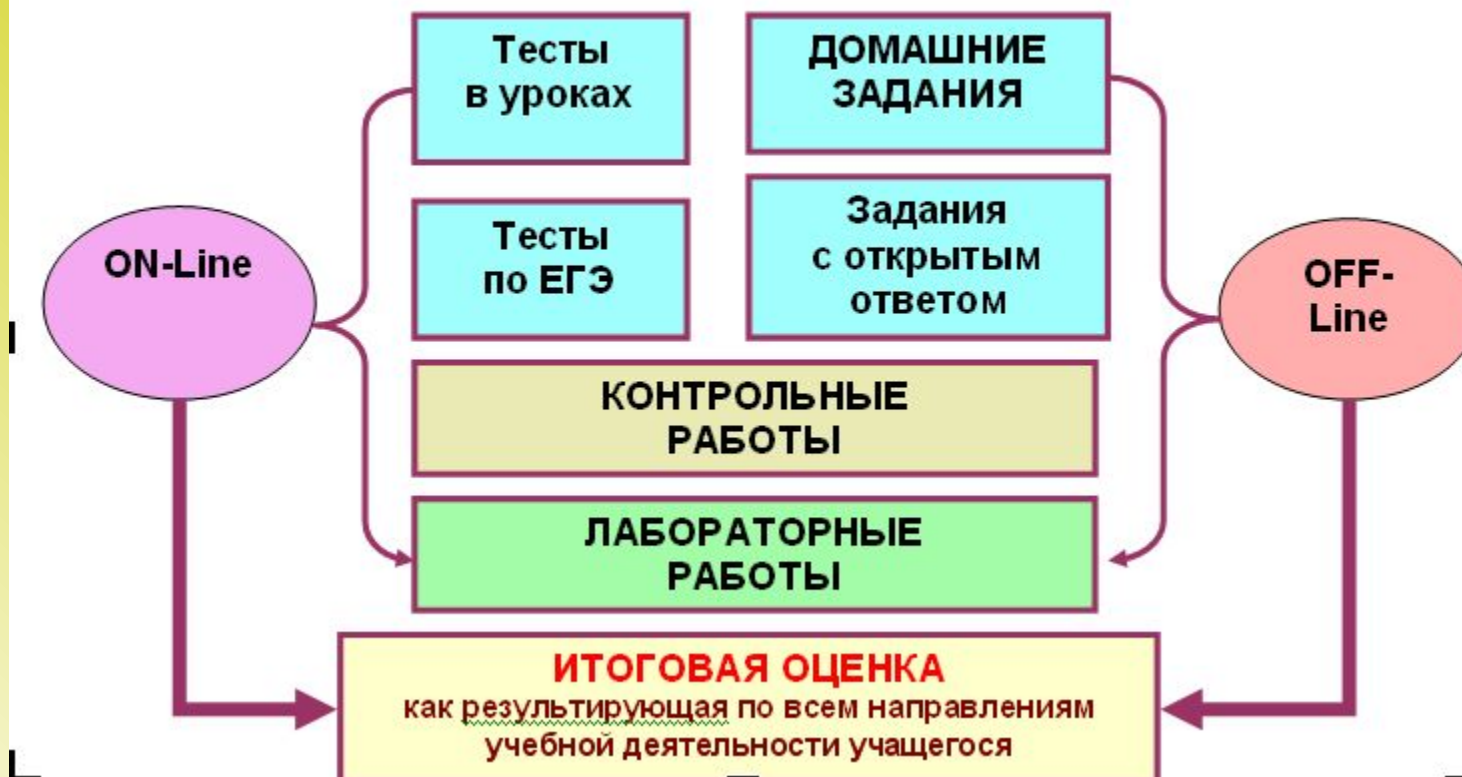 Тесты
в уроках
ДОМАШНИЕ
ЗАДАНИЯ
ON-Line
Тесты
по ЕГЭ
Задания
с открытым
ответом
OFF-
Line
КОНТРОЛЬНЫЕ
РАБОТЫ
ЛАБОРАТОРНЫЕ
РАБОТЫ
ИТОГОВАЯ ОЦЕНКА
как результирующая по всем направлениям
учебной деятельности учащегося